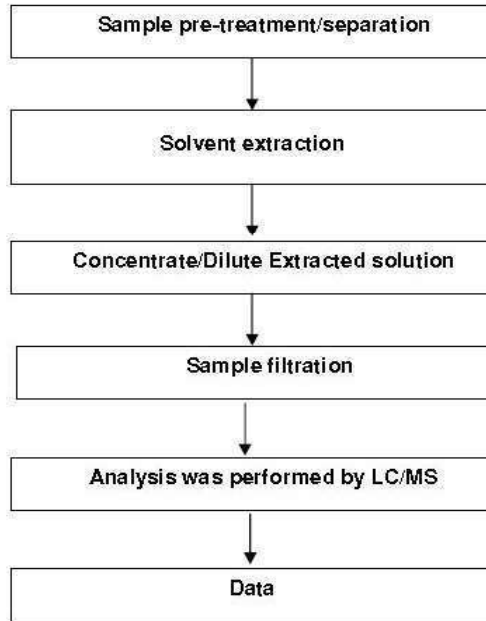 Sample pre-treatment/separation
Solvent extraction
Concentrate/Dilute Extracted solution
Sample filtration
Analysis was performed by LC/MS
Data